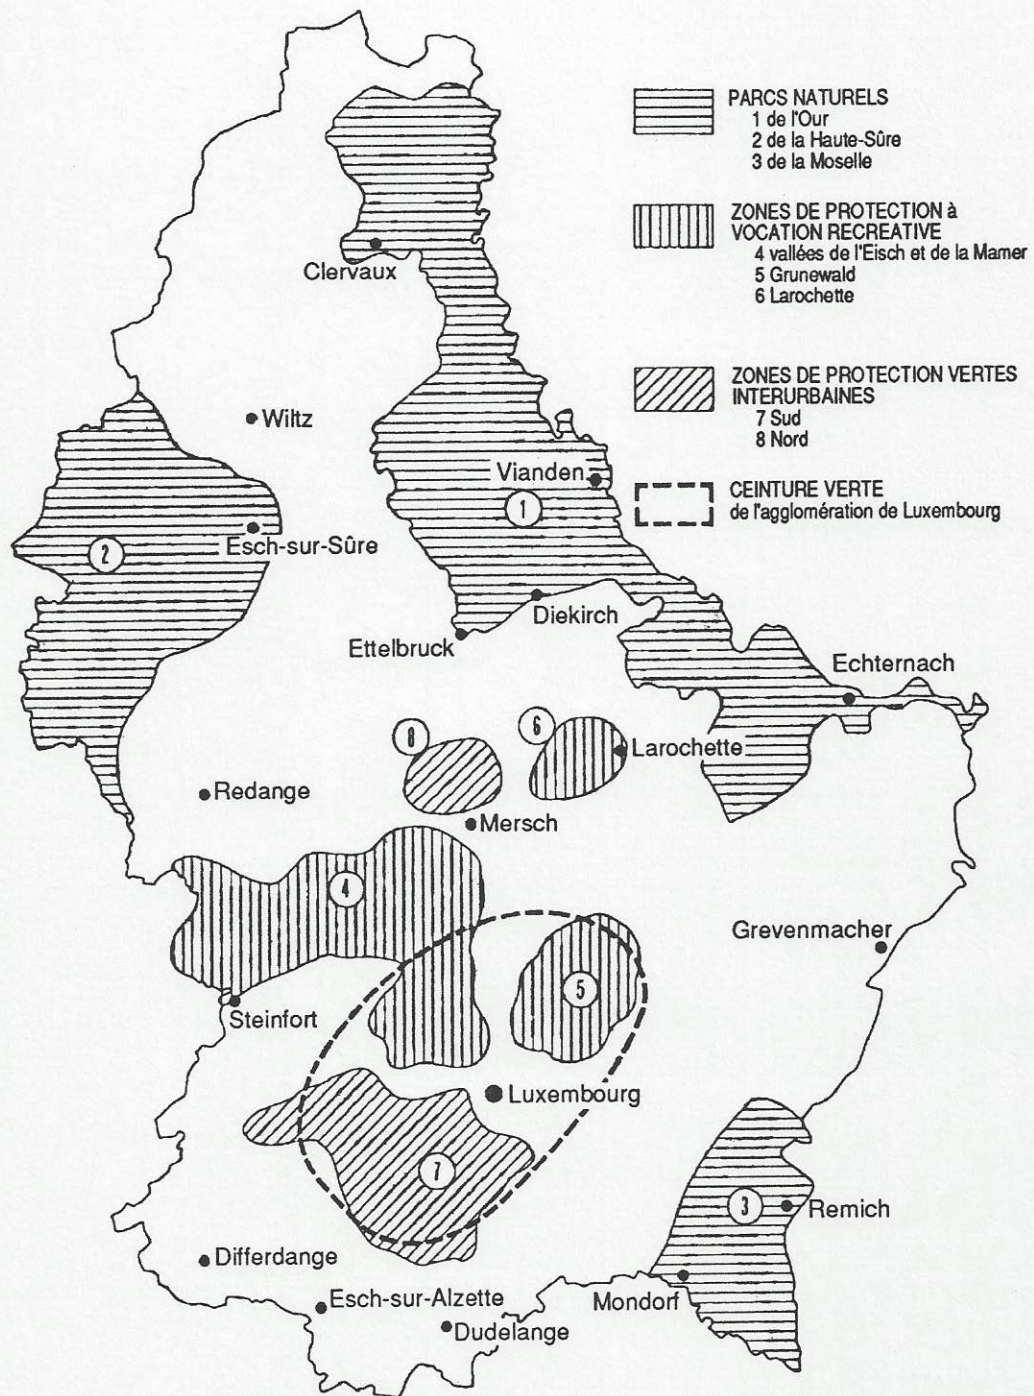 PARCS NATURELS
1 de l'Our
2 de la Haute-Sûre
3 de la Moselle
ZONES DE PROTECTION à
VOCATION RECREATIVE
4 vallées de l'Eisch et de la Mamer
5 Grunewald
6 Larochette
ZONES DE PROTECTION VERTES
INTERURBAINES
7 Sud
8 Nord
CEINTURE VERTE
de l'agglomération de Luxembourg
Clervaux
Wiltz
Vianden
1
2
Esch-sur-Sûre
Diekirch
Ettelbruck
Echternach
8
6
Larochette
Redange
Mersch
4
Grevenmacher
5
Steinfort
Luxembourg
7
3
Remich
Differdange
Mondorf
Esch-sur-Alzette
Dudelange